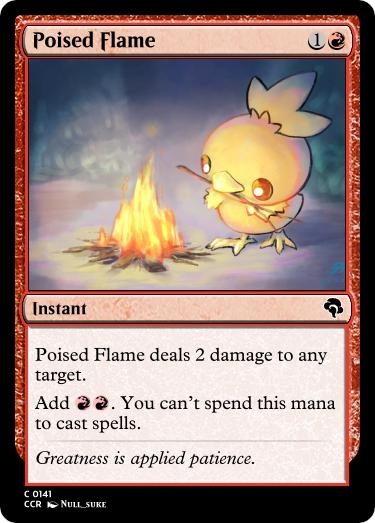 Poised Flame 1
Instant
Poised Flame deals 2 damage to any
target.
Add . You can't spend this mana
to cast spells.
Greatness is applied patience.
C 0141
CCR Null_suke